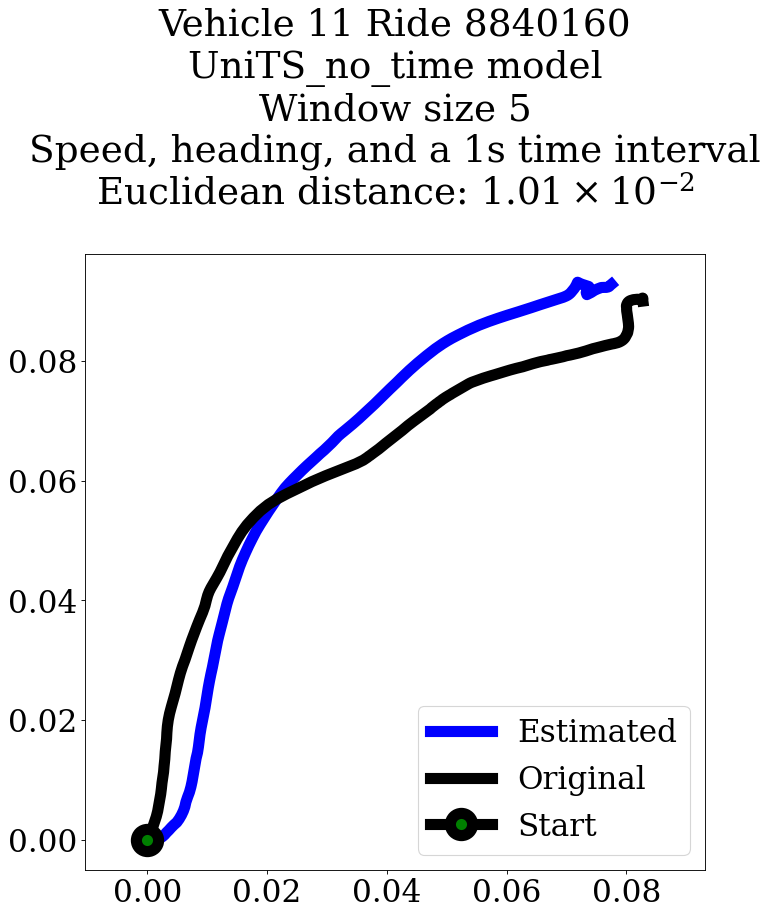 Vehicle 11 Ride 8840160
UniTS_no_time model
Window size 5
Speed, heading, and a 1s time interval
Euclidean distance: 1.01 × 10⁻²
0.08
0.06
0.04
0.02
0.00
Estimated
Original
Start
0.00 0.02 0.04 0.06 0.08